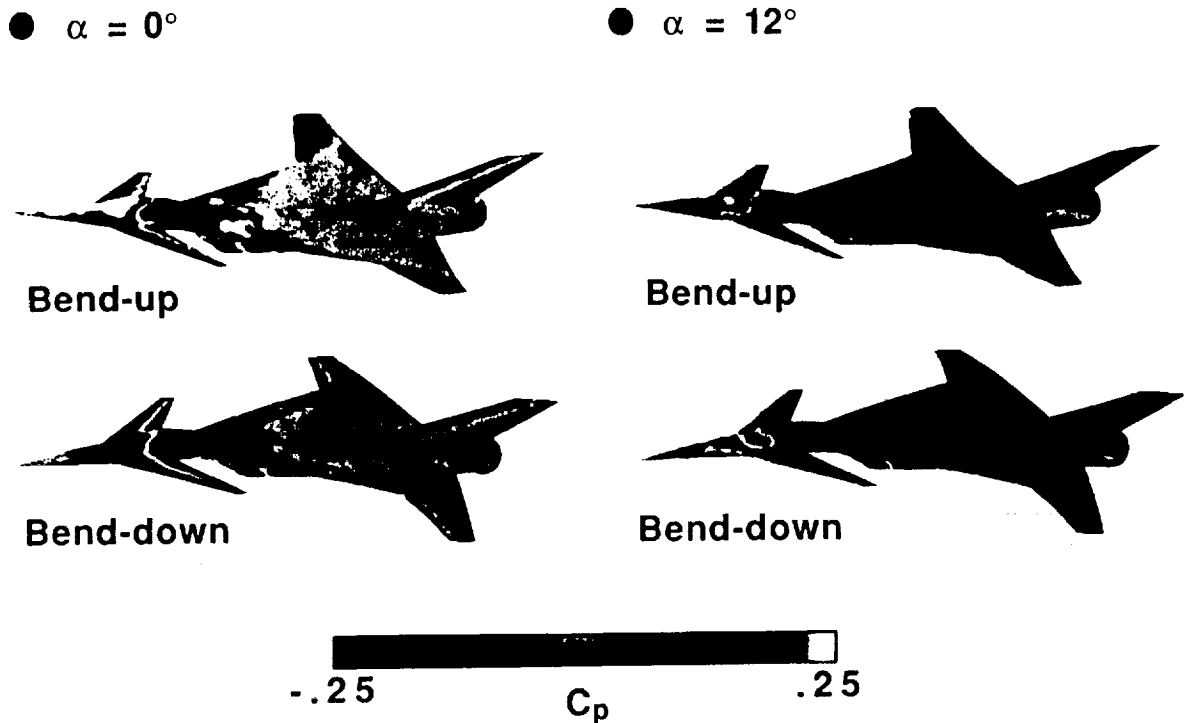 ● α = 0°
● α = 12°
Bend-up
Bend-up
Bend-down
Bend-down
-.25
.25
Cp